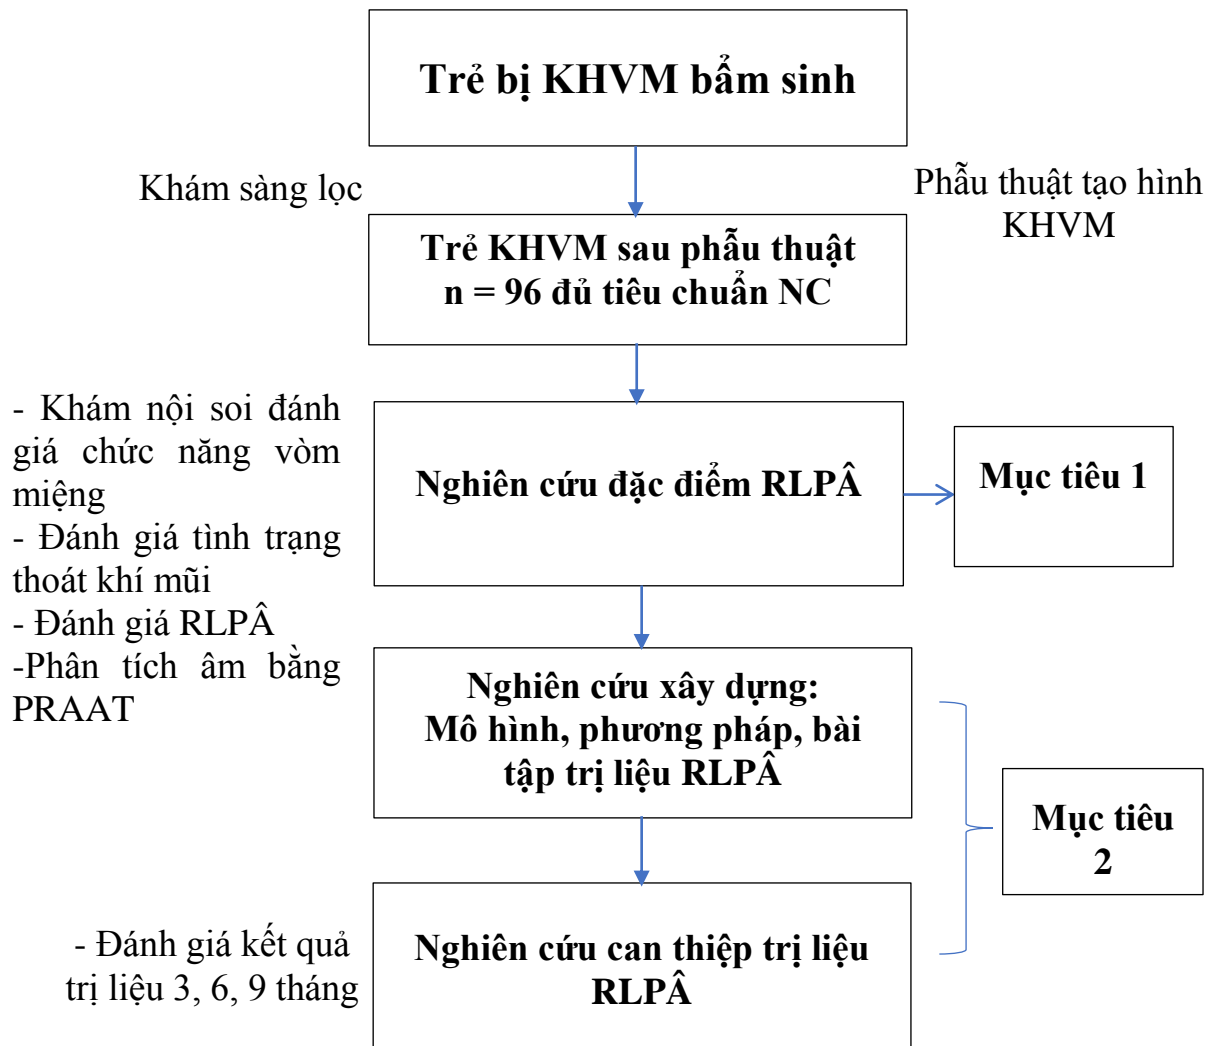 Trẻ bị KHVM bẩm sinh
Khám sàng lọc
Phẫu thuật tạo hình
KHVM
Trẻ KHVM sau phẫu thuật
n = 96 đủ tiêu chuẩn NC
- Khám nội soi đánh
giá chức năng vòm
miệng
- Đánh giá tình trạng
thoát khí mũi
- Đánh giá RLPÂ
-Phân tích âm bằng
PRAAT
Nghiên cứu đặc điểm RLPÂ
Mục tiêu 1
Nghiên cứu xây dựng:
Mô hình, phương pháp, bài
tập trị liệu RLPÂ
Mục tiêu
2
- Đánh giá kết quả
trị liệu 3, 6, 9 tháng
Nghiên cứu can thiệp trị liệu
RLPÂ